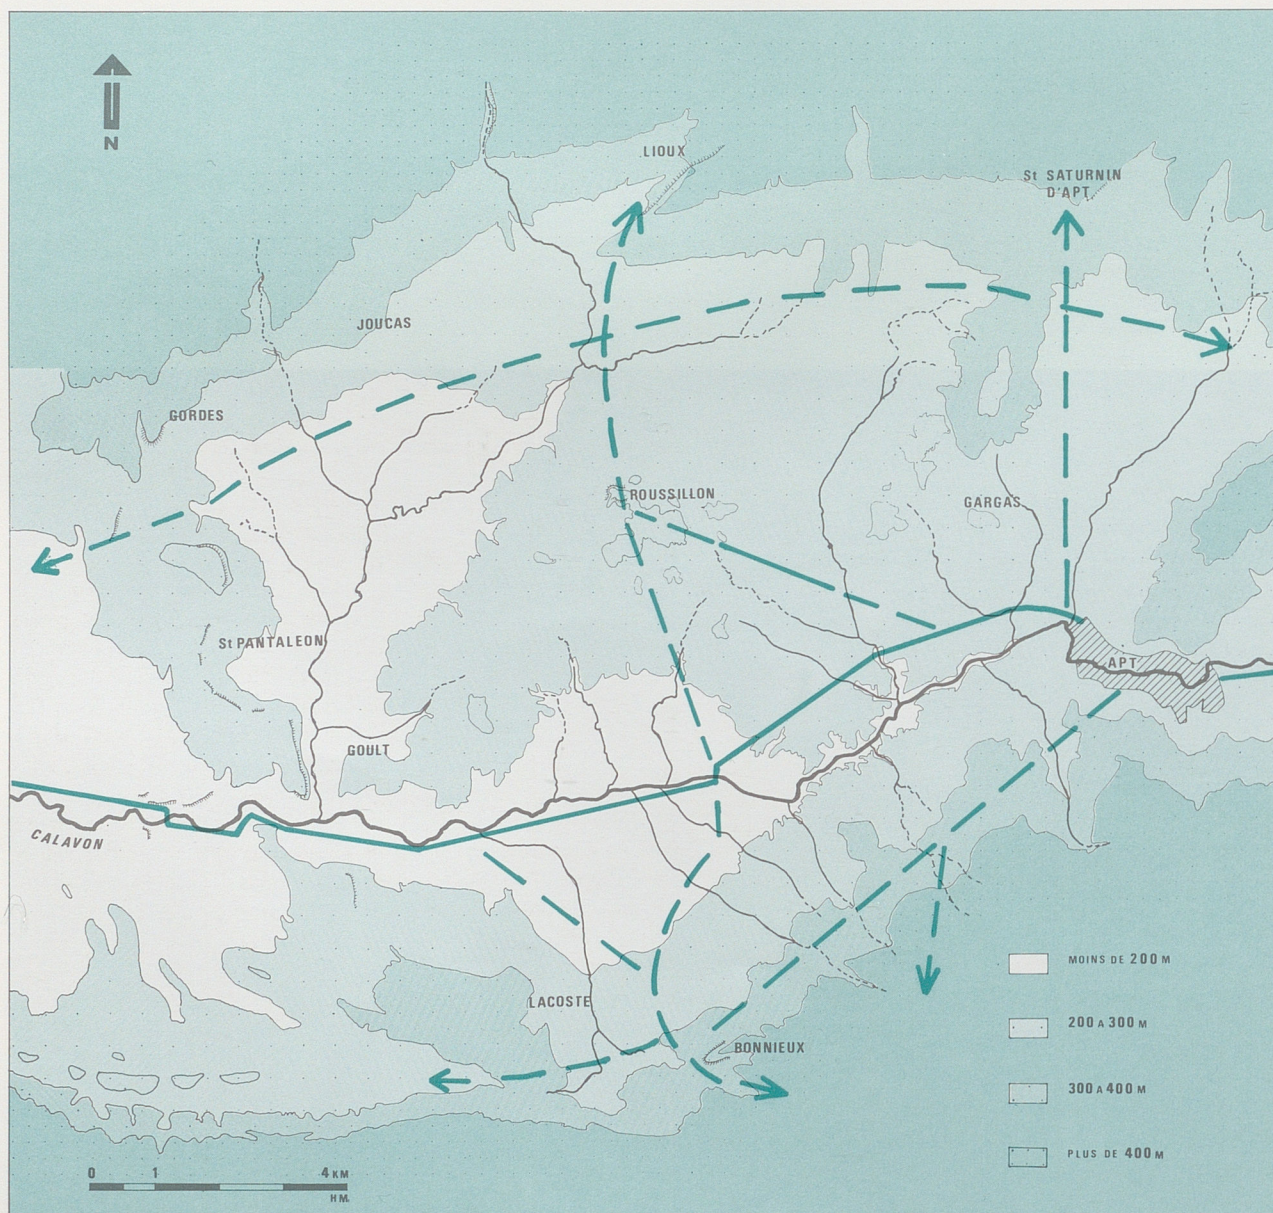 N
LIOUX
St SATURNIN
D'APT
JOUCAS
GORDES
ROUSSILLON
GARGAS
St PANTALEON
APT
GOULT
CALAVON
LACOSTE
BONNIEUX
MOINS DE 200 M
200 A 300 M
300 A 400 M
PLUS DE 400 M
0 1 4 KM
HM.